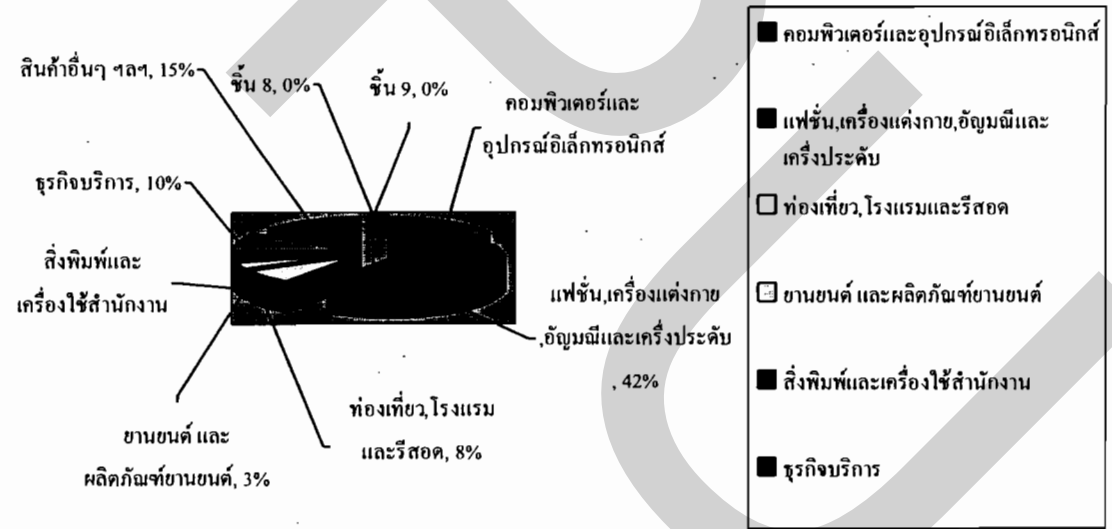 สินค้าอื่นๆ ฯลฯ, 15%
ชิ้น 8, 0%
ชิ้น 9, 0%
คอมพิวเตอร์และ
อุปกรณ์อิเล็กทรอนิกส์
ธุรกิจบริการ, 10%
สิ่งพิมพ์และ
เครื่องใช้สำนักงาน
แฟชั่น,เครื่องแต่งกาย
,อัญมณีและเครื่งประดับ
, 42%
ท่องเที่ยว,โรงแรม
และรีสอด, 8%
ยานยนต์ และ
ผลิตภัณฑ์ยานยนต์, 3%
คอมพิวเตอร์และอุปกรณ์อิเล็กทรอนิกส์
แฟชั่น,เครื่องแต่งกาย,อัญมณีและ
เครื่งประดับ
ท่องเที่ยว,โรงแรมและรีสอด
ยานยนต์ และผลิตภัณฑ์ยานยนต์
สิ่งพิมพ์และเครื่องใช้สำนักงาน
ธุรกิจบริการ